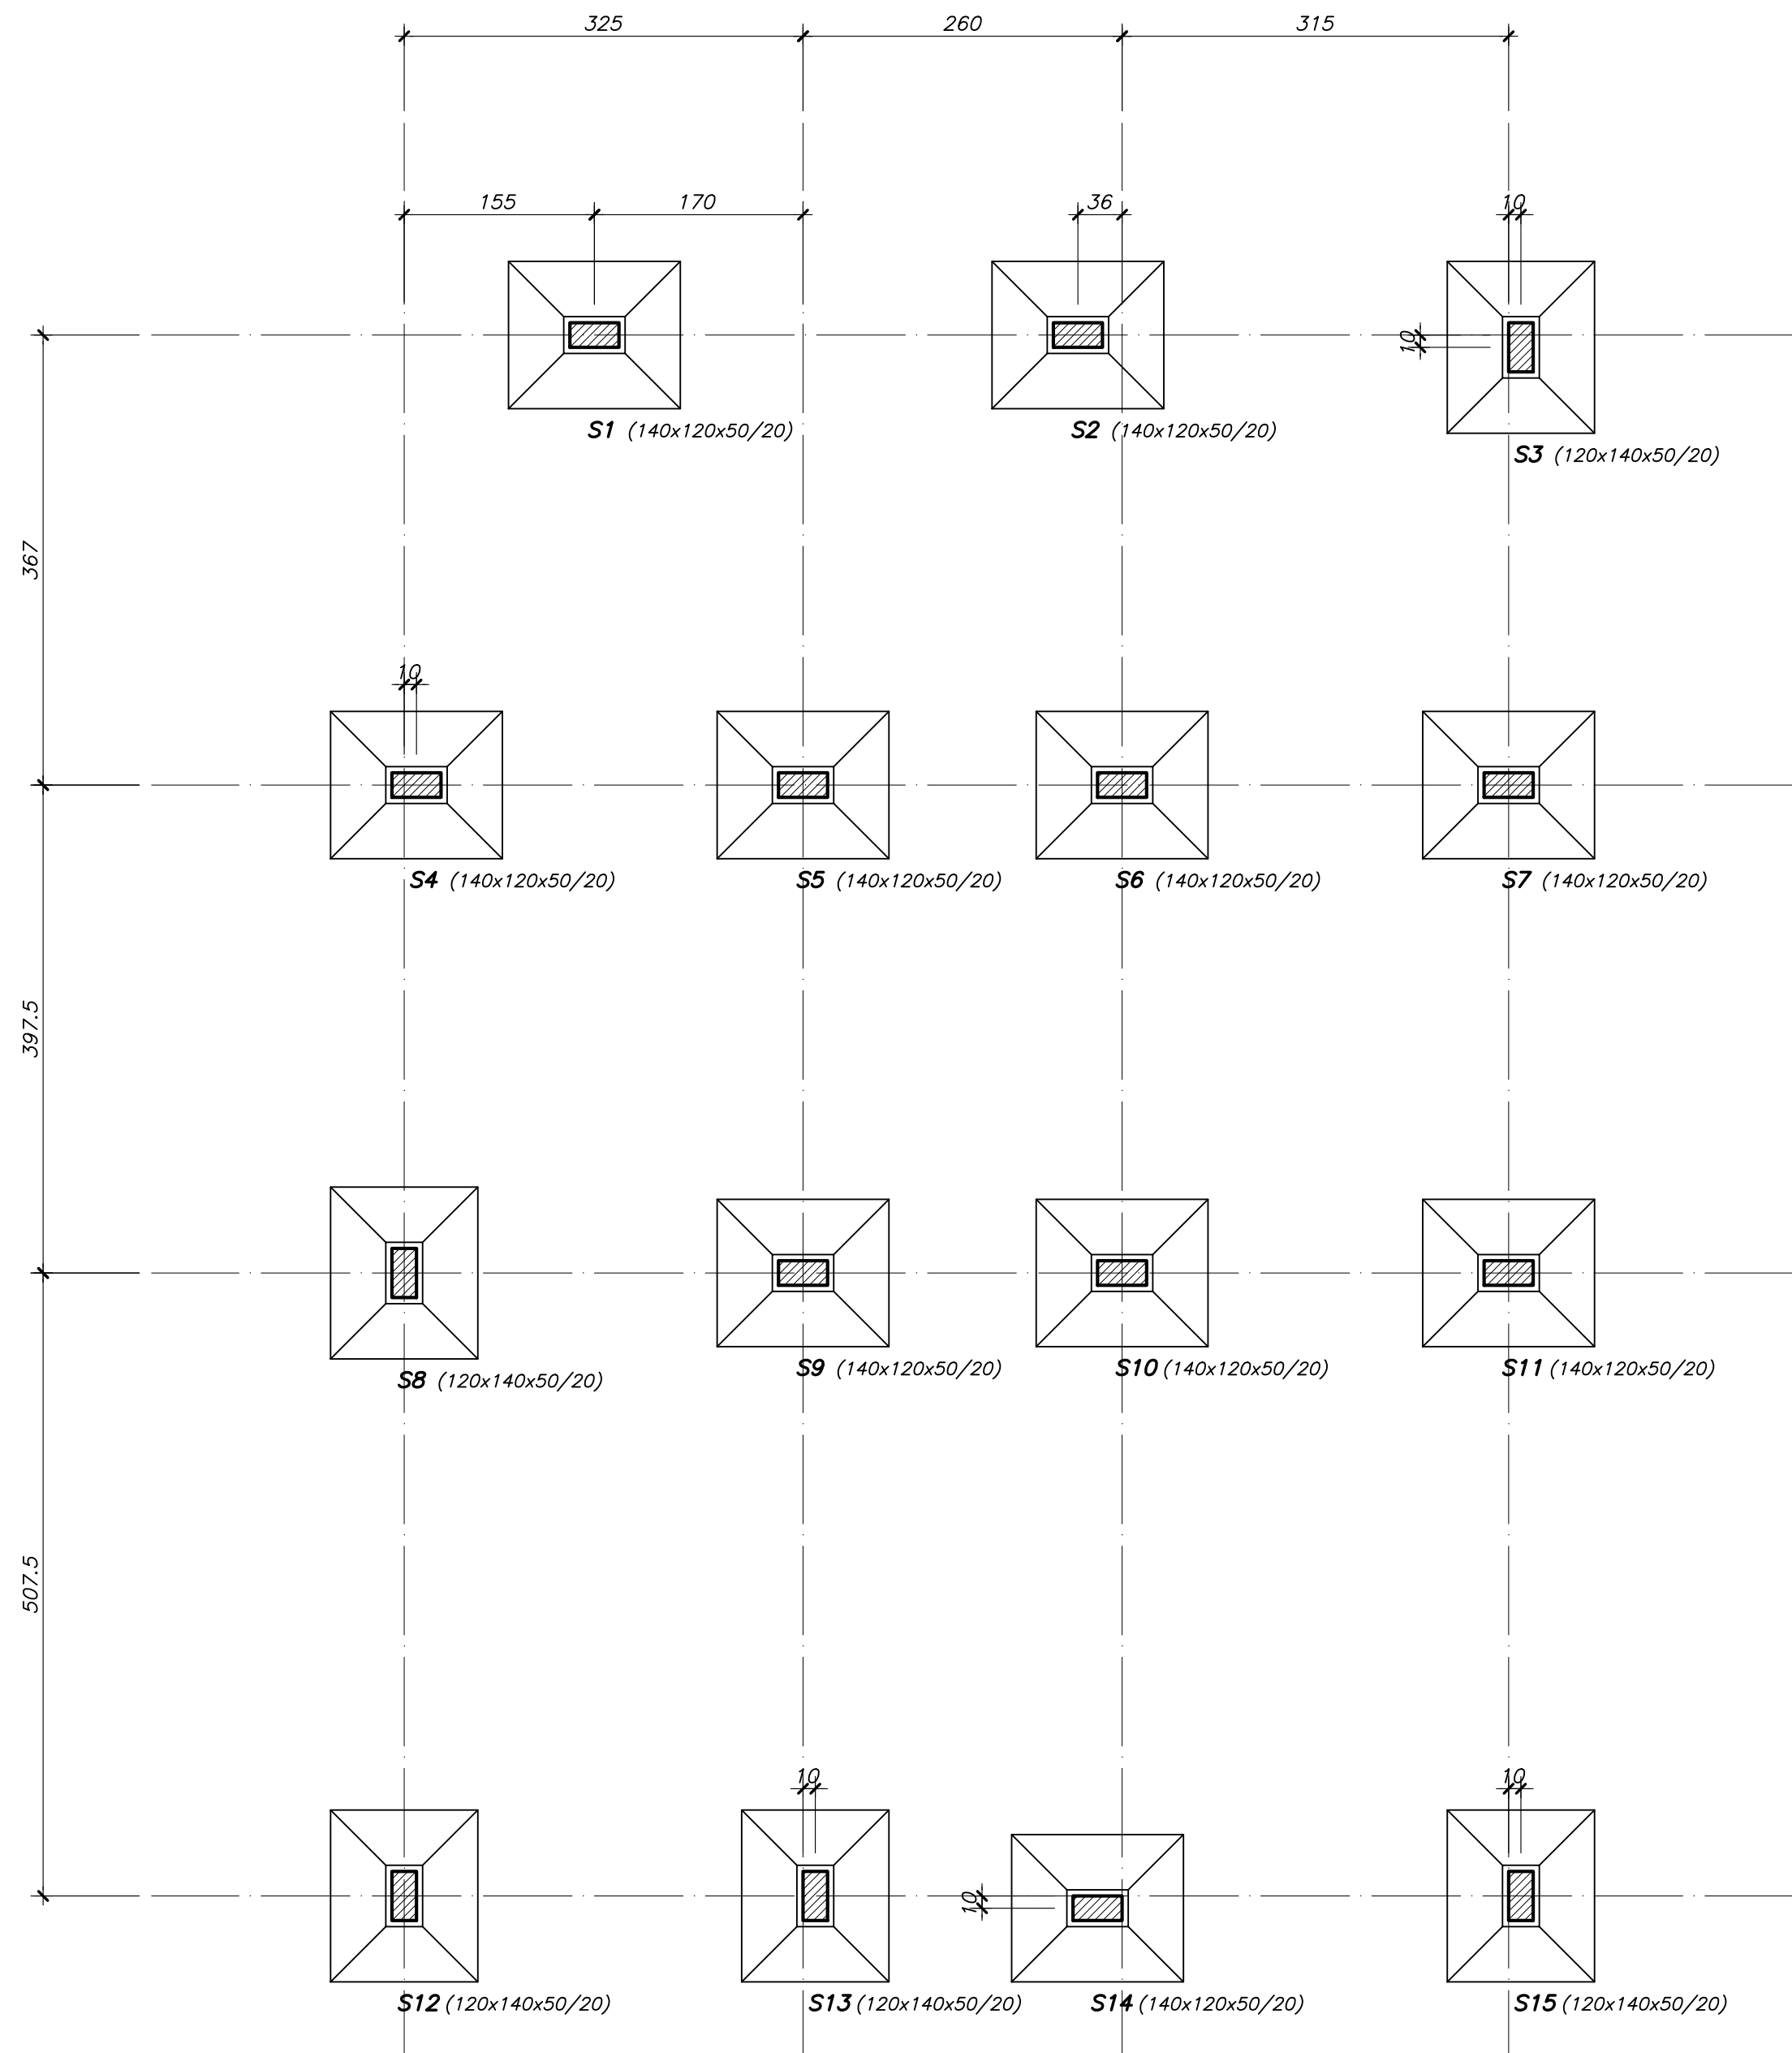 325
260
315
155
170
36
10
10
S1 (140x120x50/20)
S2 (140x120x50/20)
S3 (120x140x50/20)
367
10
S4 (140x120x50/20)
S5 (140x120x50/20)
S6 (140x120x50/20)
S7 (140x120x50/20)
397.5
S8 (120x140x50/20)
S9 (140x120x50/20)
S10 (140x120x50/20)
S11 (140x120x50/20)
507.5
10
10
10
S12 (120x140x50/20)
S13 (120x140x50/20)
S14 (140x120x50/20)
S15 (120x140x50/20)